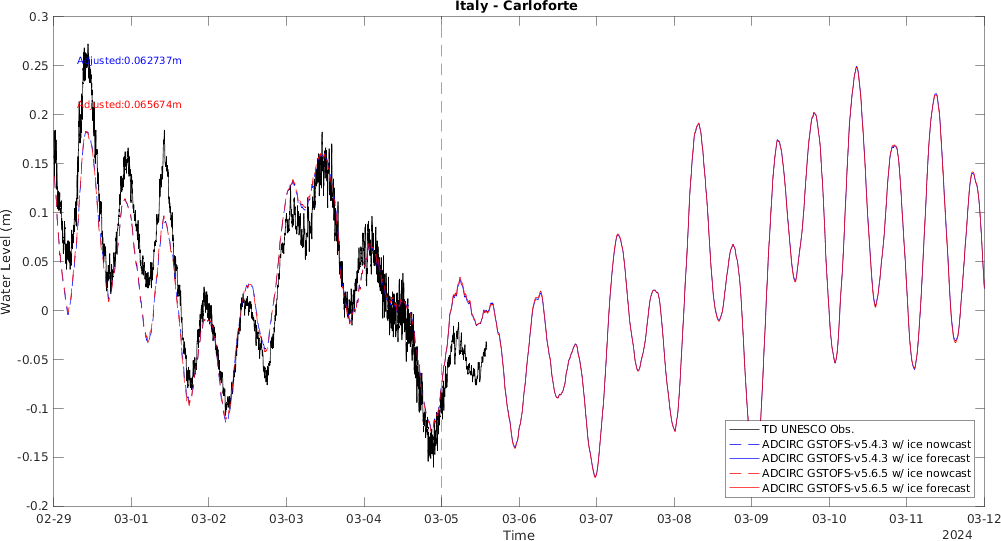 Italy - Carloforte
0.3
0.25
0.2
0.15
0.1
0.05
0
-0.05
-0.1
-0.15
-0.2
Water Level (m)
Adjusted:0.062737m
Adjusted:0.065674m
TD UNESCO Obs.
ADCIRC GSTOFS-v5.4.3 w/ ice nowcast
ADCIRC GSTOFS-v5.4.3 w/ ice forecast
ADCIRC GSTOFS-v5.6.5 w/ ice nowcast
ADCIRC GSTOFS-v5.6.5 w/ ice forecast
02-29 03-01 03-02 03-03 03-04 03-05 03-06 03-07 03-08 03-09 03-10 03-11 03-12
Time
2024